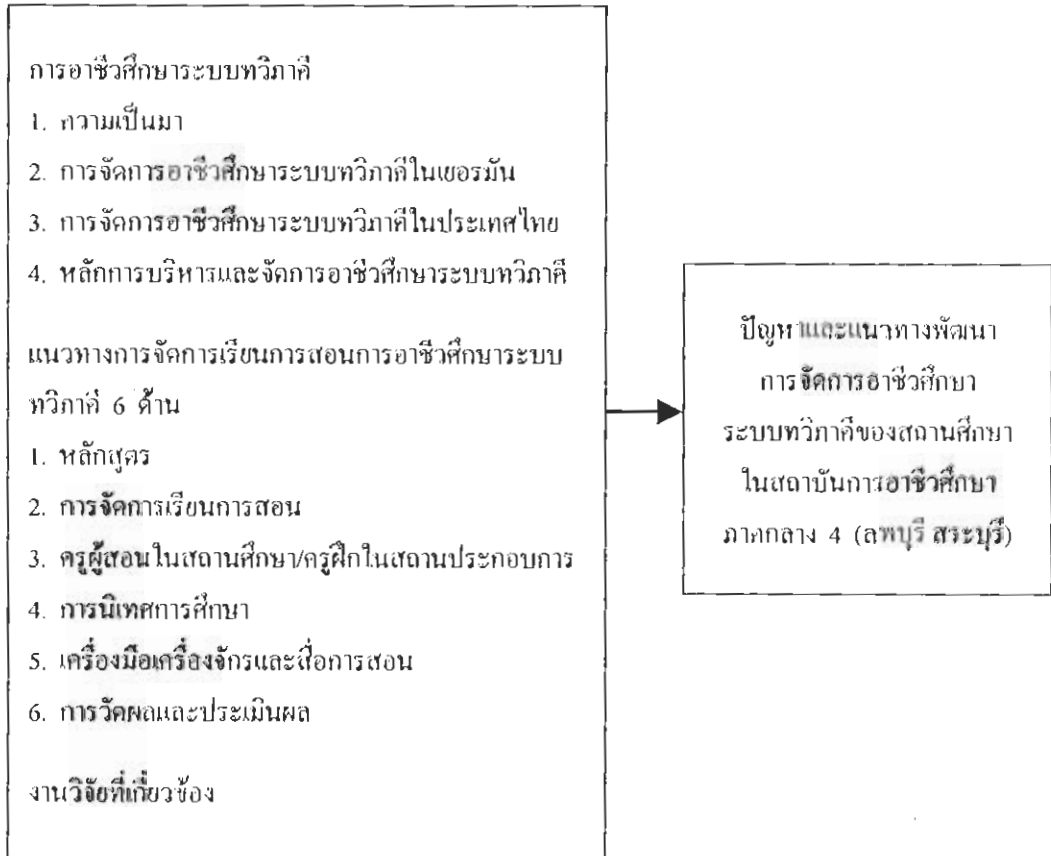 การอาชีวศึกษาระบบทวิภาคี
1. ความเป็นมา
2. การจัดการอาชีวศึกษาระบบทวิภาคีในเยอรมัน
3. การจัดการอาชีวศึกษาระบบทวิภาคีในประเทศไทย
4. หลักการบริหารและจัดการอาชีวศึกษาระบบทวิภาคี
แนวทางการจัดการเรียนการสอนการอาชีวศึกษาระบบ
ทวิภาคี 6 ด้าน
1. หลักสูตร
2. การจัดการเรียนการสอน
3. ครูผู้สอนในสถานศึกษา/ครูฝึกในสถานประกอบการ
4. การนิเทศการศึกษา
5. เครื่องมือเครื่องจักรและสื่อการสอน
6. การวัดผลและประเมินผล
งานวิจัยที่เกี่ยวข้อง
ปัญหาและแนวทางพัฒนา
การจัดการอาชีวศึกษา
ระบบทวิภาคีของสถานศึกษา
ในสถาบันการอาชีวศึกษา
ภาคกลาง 4 (ลพบุรี สระบุรี)